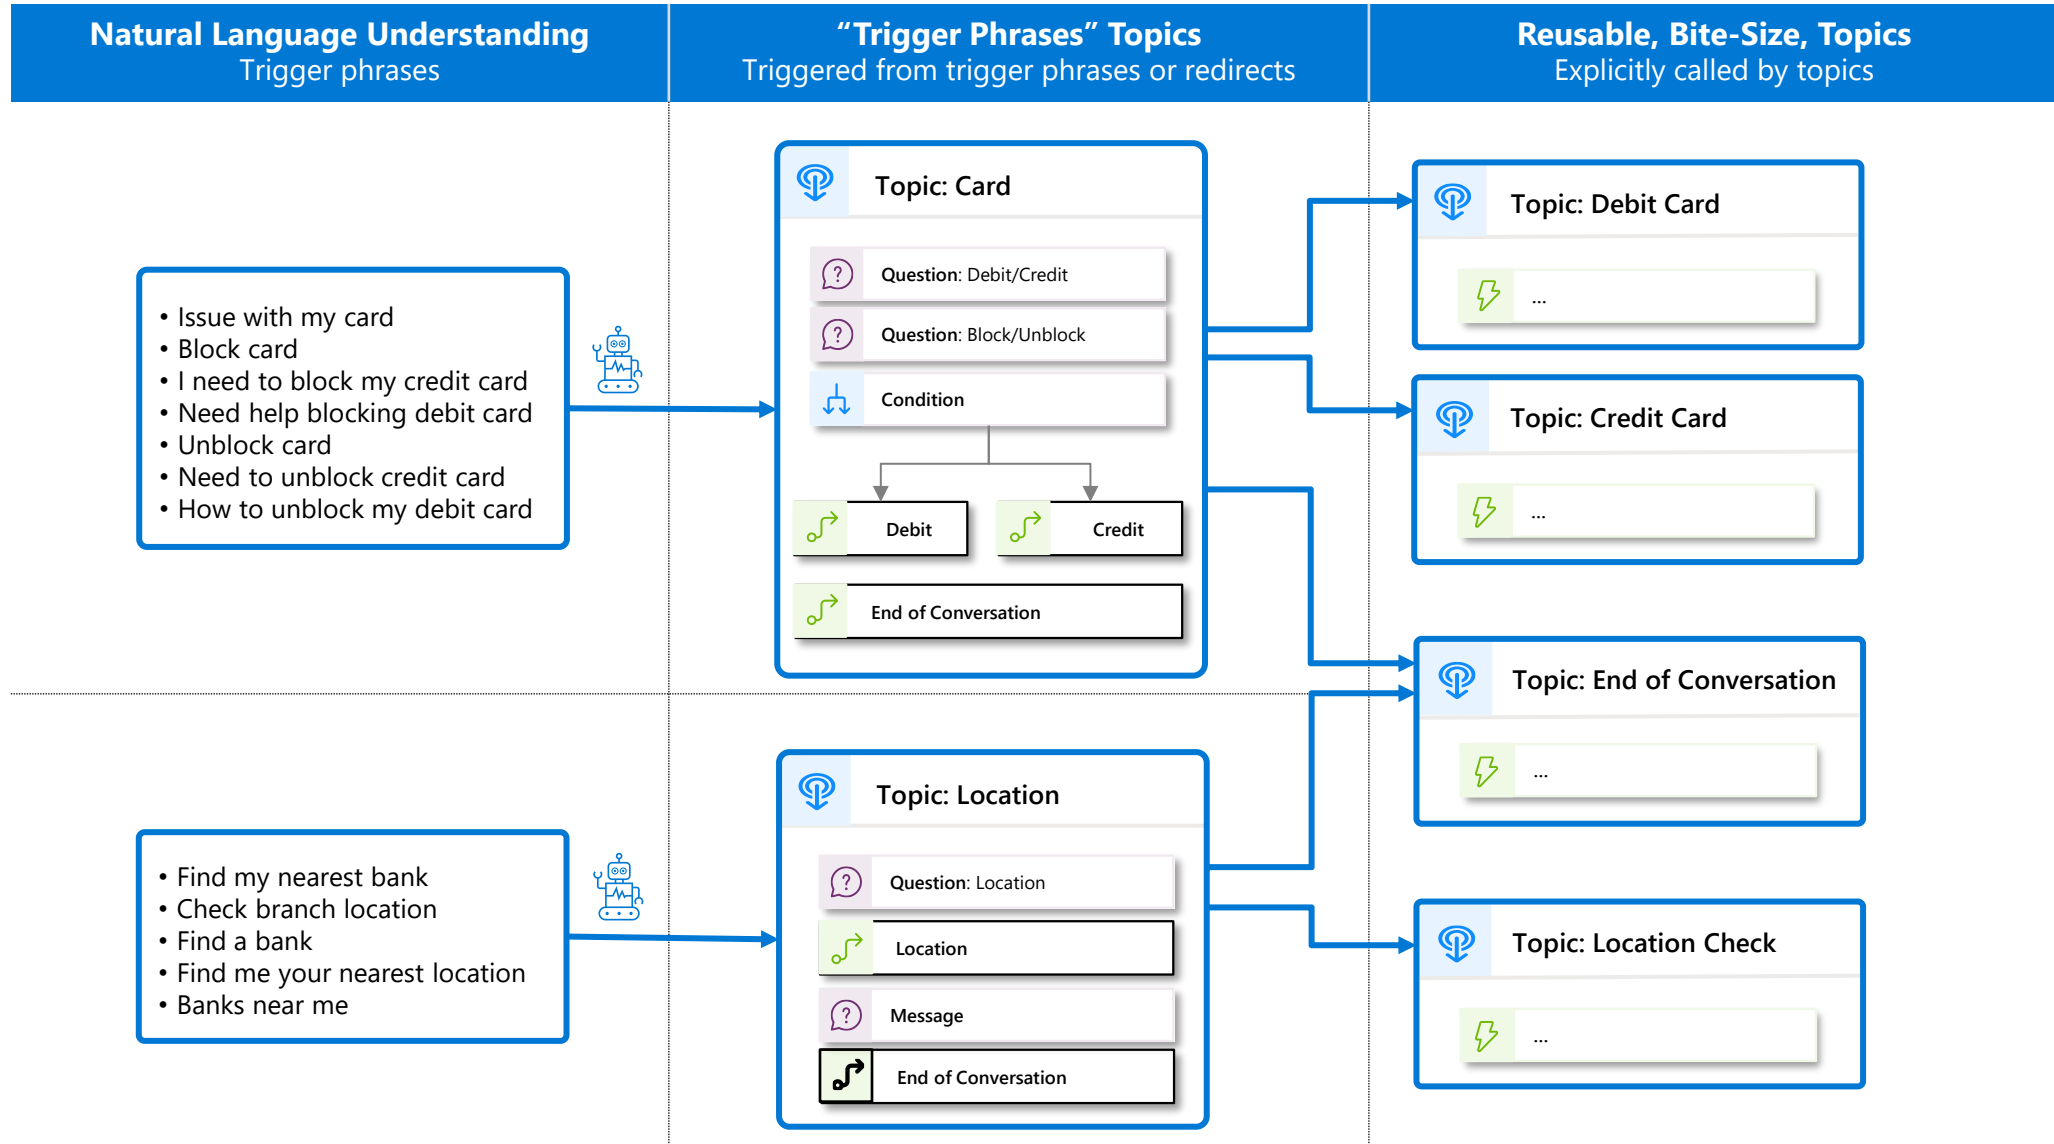 Natural Language Understanding
Trigger phrases
“Trigger Phrases” Topics
Triggered from trigger phrases or redirects
Reusable, Bite-Size, Topics
Explicitly called by topics
• Issue with my card
• Block card
• I need to block my credit card
• Need help blocking debit card
• Unblock card
• Need to unblock credit card
• How to unblock my debit card
Topic: Card
Question: Debit/Credit
Question: Block/Unblock
Condition
Debit
Credit
End of Conversation
Topic: Debit Card
...
Topic: Credit Card
...
Topic: End of Conversation
...
• Find my nearest bank
• Check branch location
• Find a bank
• Find me your nearest location
• Banks near me
Topic: Location
Question: Location
Location
Message
End of Conversation
Topic: Location Check
...